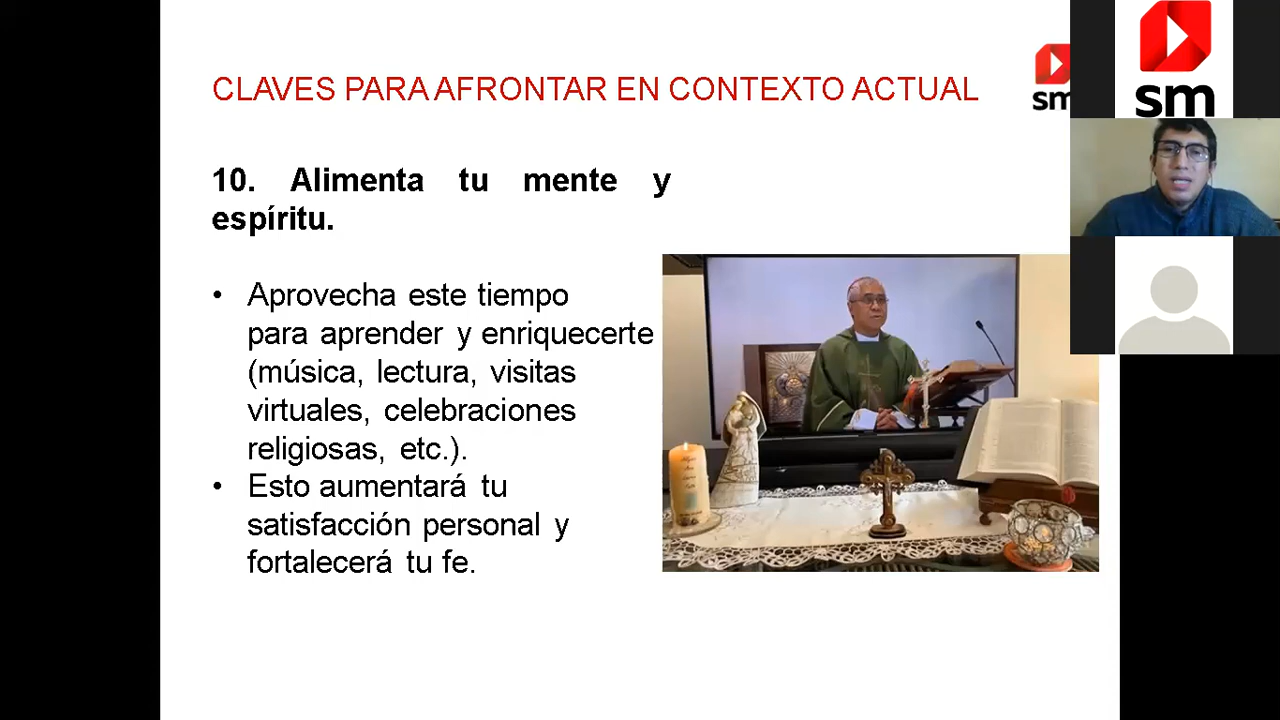 CLAVES PARA AFRONTAR EN CONTEXTO ACTUAL
sm
sm
10. Alimenta tu mente y
espíritu.
• Aprovecha este tiempo
para aprender y enriquecerte
(música, lectura, visitas
virtuales, celebraciones
religiosas, etc.).
• Esto aumentará tu
satisfacción personal y
fortalecerá tu fe.